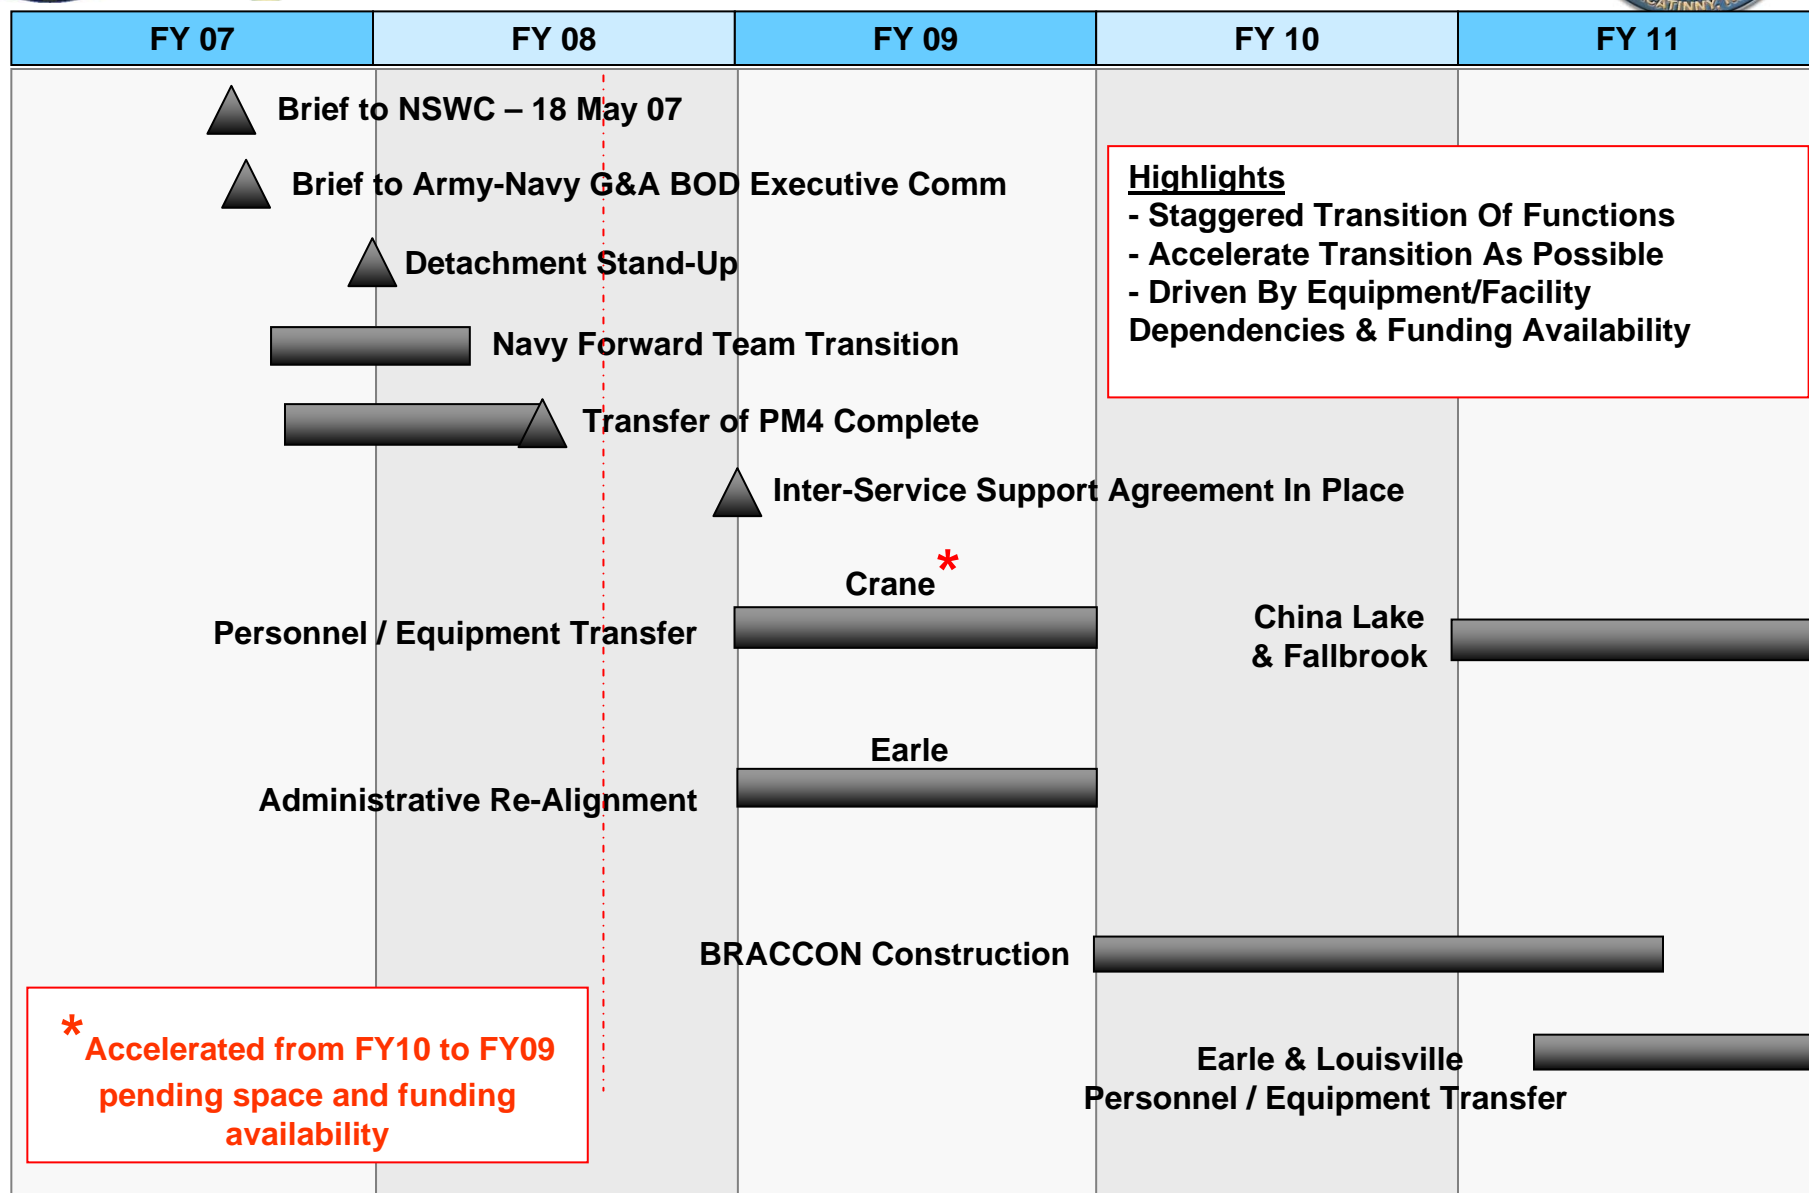 CATINNY,
FY 07
FY 08
FY 09
FY 10
FY 11
Brief to NSWC – 18 May 07
Brief to Army-Navy G&A BOD Executive Comm
Highlights
- Staggered Transition Of Functions
- Accelerate Transition As Possible
- Driven By Equipment/Facility
Dependencies & Funding Availability
Detachment Stand-Up
Navy Forward Team Transition
Transfer of PM4 Complete
Inter-Service Support Agreement In Place
Crane*
Personnel / Equipment Transfer
China Lake
& Fallbrook
Earle
Administrative Re-Alignment
BRACCON Construction
*Accelerated from FY10 to FY09
pending space and funding
availability
Earle & Louisville
Personnel / Equipment Transfer